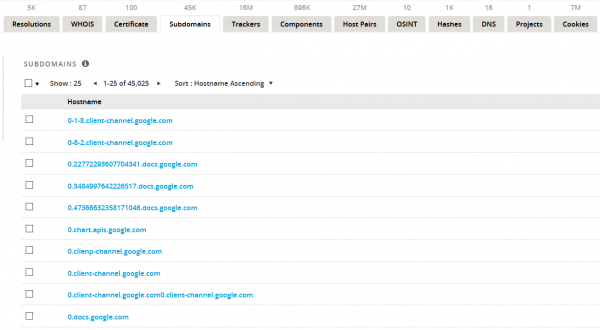 5K 87 100 45K 16M 896K 27M 10 1K 16 1 7M
Resolutions WHOIS Certificate Subdomains Trackers Components Host Pairs OSINT Hashes DNS Projects Cookies
SUBDOMAINS
Show : 25 1-25 of 45,025 Sort : Hostname Ascending
Hostname
0-1-8.client-channel.google.com
0-8-2.client-channel.google.com
0.22772293607704341.docs.google.com
0.3484997642226517.docs.google.com
0.47366632358171046.docs.google.com
0.chart.apis.google.com
0.clienp-channel.google.com
0.client-channel.google.com
0.client-channel.google.com0.client-channel.google.com
0.docs.google.com